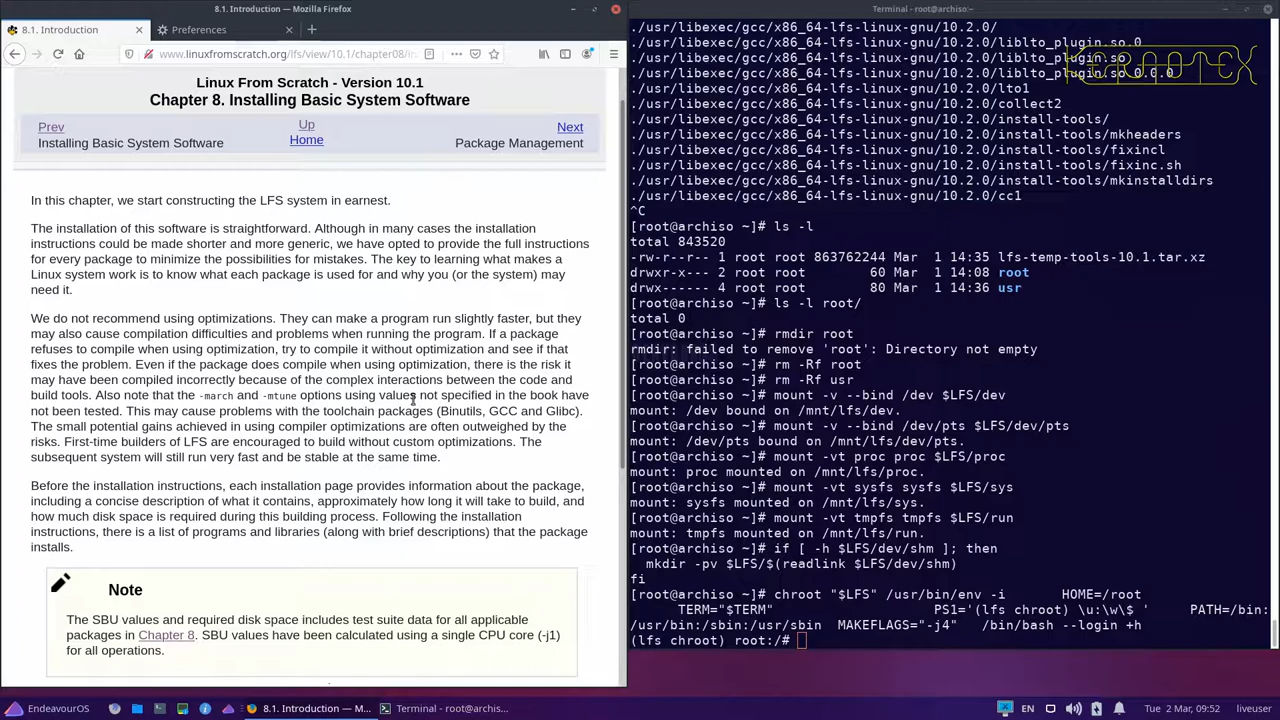 8.1. Introduction — Mozilla Firefox
8.1. Introduction
Preferences
www.linuxfromscratch.org/lfs/view/10.1/chapter08/in
Linux From Scratch - Version 10.1
Chapter 8. Installing Basic System Software
Prev
Up
Next
Installing Basic System Software
Home
Package Management
In this chapter, we start constructing the LFS system in earnest.
The installation of this software is straightforward. Although in many cases the installation
instructions could be made shorter and more generic, we have opted to provide the full instructions
for every package to minimize the possibilities for mistakes. The key to learning what makes a
Linux system work is to know what each package is used for and why you (or the system) may
need it.
We do not recommend using optimizations. They can make a program run slightly faster, but they
may also cause compilation difficulties and problems when running the program. If a package
refuses to compile when using optimization, try to compile it without optimization and see if that
fixes the problem. Even if the package does compile when using optimization, there is the risk it
may have been compiled incorrectly because of the complex interactions between the code and
build tools. Also note that the -march and -mtune options using values not specified in the book have
not been tested. This may cause problems with the toolchain packages (Binutils, GCC and Glibc).
The small potential gains achieved in using compiler optimizations are often outweighed by the
risks. First-time builders of LFS are encouraged to build without custom optimizations. The
subsequent system will still run very fast and be stable at the same time.
Before the installation instructions, each installation page provides information about the package,
including a concise description of what it contains, approximately how long it will take to build, and
how much disk space is required during this building process. Following the installation
instructions, there is a list of programs and libraries (along with brief descriptions) that the package
installs.
Note
The SBU values and required disk space includes test suite data for all applicable
packages in Chapter 8. SBU values have been calculated using a single CPU core (-j1)
for all operations.
Terminal - root@archiso:~
./usr/libexec/gcc/x86_64-lfs-linux-gnu/10.2.0/
./usr/libexec/gcc/x86_64-lfs-linux-gnu/10.2.0/liblto_plugin.so.0
./usr/libexec/gcc/x86_64-lfs-linux-gnu/10.2.0/liblto_plugin.so
./usr/libexec/gcc/x86_64-lfs-linux-gnu/10.2.0/liblto_plugin.so.0.0.0
./usr/libexec/gcc/x86_64-lfs-linux-gnu/10.2.0/lto1
./usr/libexec/gcc/x86_64-lfs-linux-gnu/10.2.0/collect2
./usr/libexec/gcc/x86_64-lfs-linux-gnu/10.2.0/install-tools/
./usr/libexec/gcc/x86_64-lfs-linux-gnu/10.2.0/install-tools/mkheaders
./usr/libexec/gcc/x86_64-lfs-linux-gnu/10.2.0/install-tools/fixincl
./usr/libexec/gcc/x86_64-lfs-linux-gnu/10.2.0/install-tools/fixinc.sh
./usr/libexec/gcc/x86_64-lfs-linux-gnu/10.2.0/install-tools/mkinstalldirs
./usr/libexec/gcc/x86_64-lfs-linux-gnu/10.2.0/cc1
^C
[root@archiso ~]# ls -l
total 843520
-rw-r--r-- 1 root root 863762244 Mar  1 14:35 lfs-temp-tools-10.1.tar.xz
drwxr-x--- 2 root root        60 Mar  1 14:08 root
drwx------ 4 root root        80 Mar  1 14:36 usr
[root@archiso ~]# ls -l root/
total 0
[root@archiso ~]# rmdir root
rmdir: failed to remove 'root': Directory not empty
[root@archiso ~]# rm -Rf root
[root@archiso ~]# rm -Rf usr
[root@archiso ~]# mount -v --bind /dev $LFS/dev
mount: /dev bound on /mnt/lfs/dev.
[root@archiso ~]# mount -v --bind /dev/pts $LFS/dev/pts
mount: /dev/pts bound on /mnt/lfs/dev/pts.
[root@archiso ~]# mount -vt proc proc $LFS/proc
mount: proc mounted on /mnt/lfs/proc.
[root@archiso ~]# mount -vt sysfs sysfs $LFS/sys
mount: sysfs mounted on /mnt/lfs/sys.
[root@archiso ~]# mount -vt tmpfs tmpfs $LFS/run
mount: tmpfs mounted on /mnt/lfs/run.
[root@archiso ~]# if [ -h $LFS/dev/shm ]; then
  mkdir -pv $LFS/$(readlink $LFS/dev/shm)
fi
[root@archiso ~]# chroot "$LFS" /usr/bin/env -i      HOME=/root
      TERM="$TERM"                      PS1='(lfs chroot) \u:\w\$ '     PATH=/bin:
/usr/bin:/sbin:/usr/sbin  MAKEFLAGS="-j4"   /bin/bash --login +h
(lfs chroot) root:/#
EndeavourOS
8.1. Introduction — M...
Terminal - root@archis...
EN
Tue 2 Mar, 09:52
liveuser